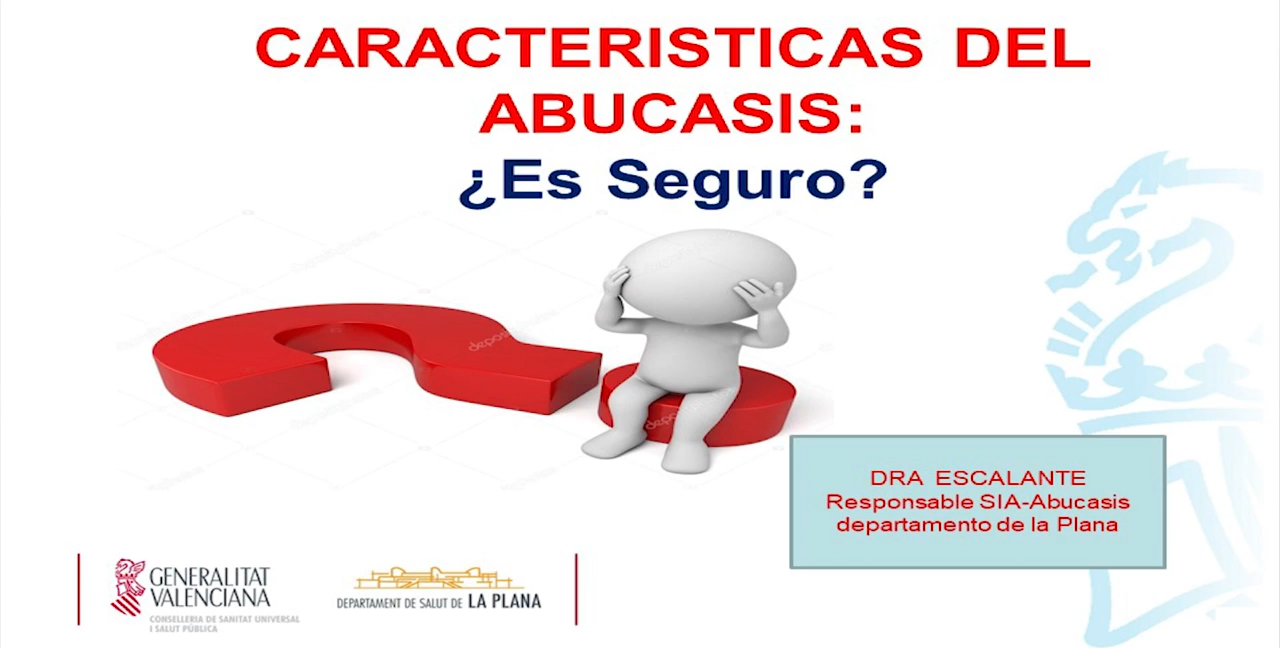 CARACTERISTICAS DEL
ABUCASIS:
¿Es Seguro?
DRA ESCALANTE
Responsable SIA-Abucasis
departamento de la Plana
GENERALITAT
VALENCIANA
CONSELLERIA DE SANITAT UNIVERSAL
I SALUT PÚBLICA
DEPARTAMENT DE SALUT DE LA PLANA